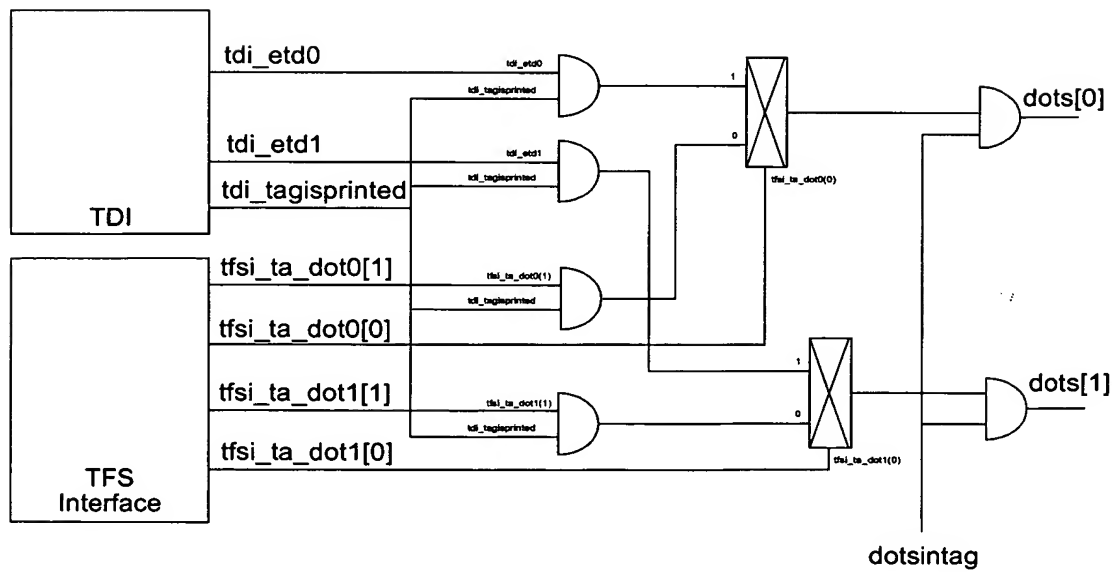 tdi_etd0
tdi_etd1
tdi_tagisprinted
TDI
tfsi_ta_dot0[1]
tfsi_ta_dot0[0]
tfsi_ta_dot1[1]
tfsi_ta_dot1[0]
TFS
Interface
tdi_etd0
tdi_tagisprinted
tdi_etd1
tdi_tagisprinted
tfsi_ta_dot0(1)
tdi_tagisprinted
tfsi_ta_dot1(1)
tdi_tagisprinted
1
0
tfsi_ta_dot0(0)
1
0
tfsi_ta_dot1(0)
dots[0]
dots[1]
dotsintag